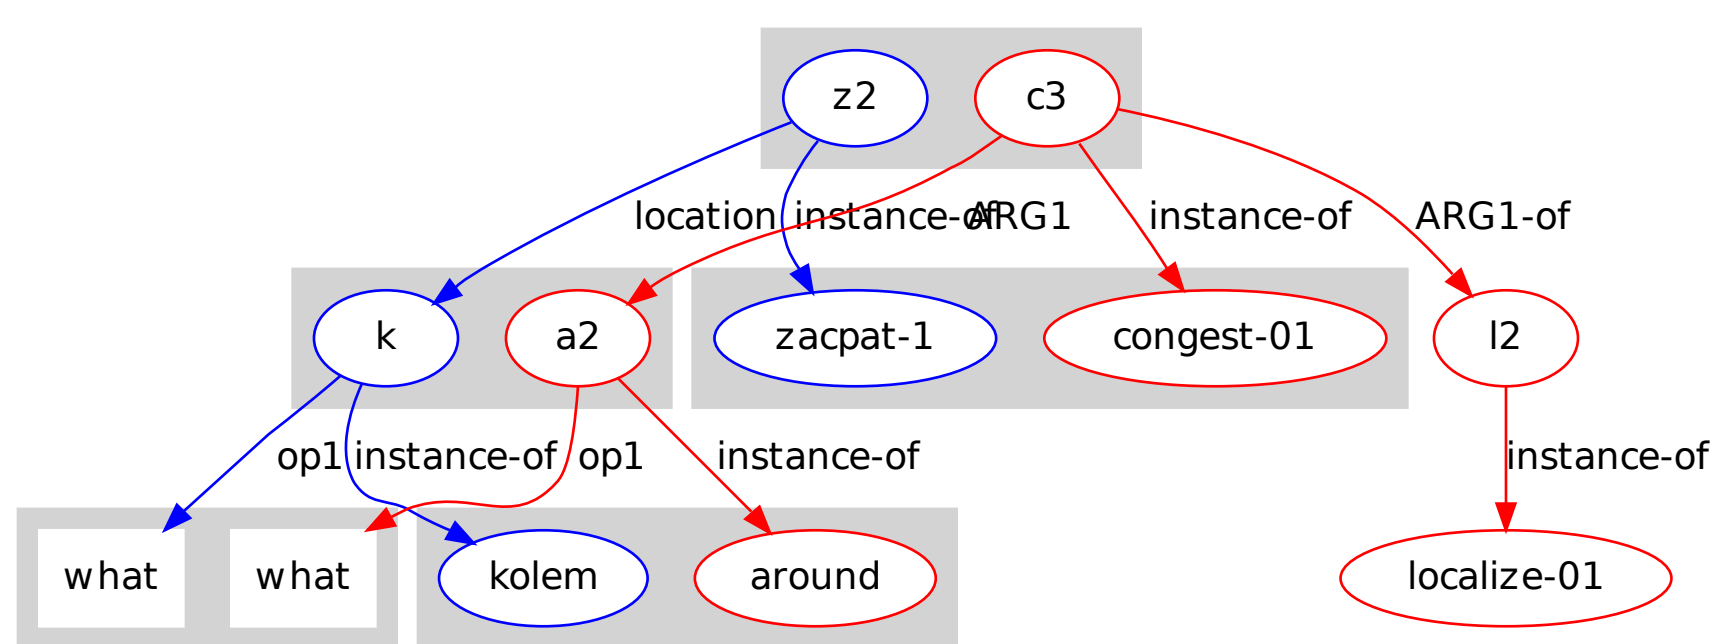 z2 c3
location instance-of ARG1 instance-of ARG1-of
k a2 zacpat-1 congest-01 l2
op1 instance-of op1 instance-of instance-of
what what kolem around localize-01